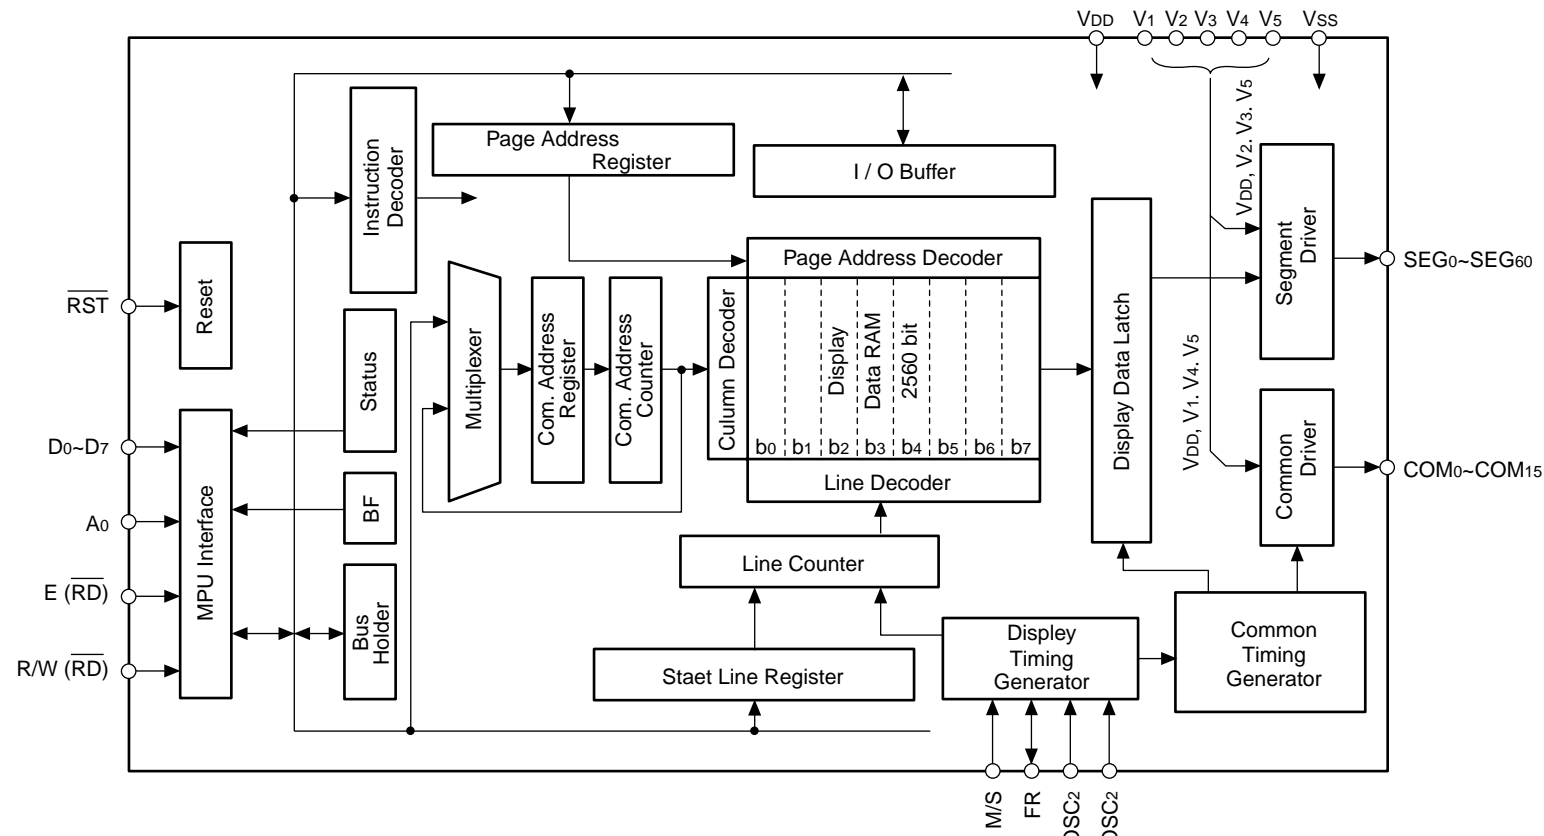 VDD V1 V2 V3 V4 V5 VSS
VDD, V2. V3. V5
Page Address
Register
I / O Buffer
Instruction
Decoder
Page Address Decoder
Segment
Driver
SEG0~SEG60
RST
Reset
Status
Multiplexer
Com. Address
Register
Com. Address
Counter
Culumn Decoder
Display
Data RAM
2560 bit
b0 b1 b2 b3 b4 b5 b6 b7
Line Decoder
Display Data Latch
VDD, V1. V4. V5
Common
Driver
COM0~COM15
D0~D7
A0
E (RD)
R/W (RD)
MPU Interface
BF
Bus
Holder
Line Counter
Staet Line Register
Display
Timing
Generator
Common
Timing
Generator
M/S
FR
OSC2
OSC2